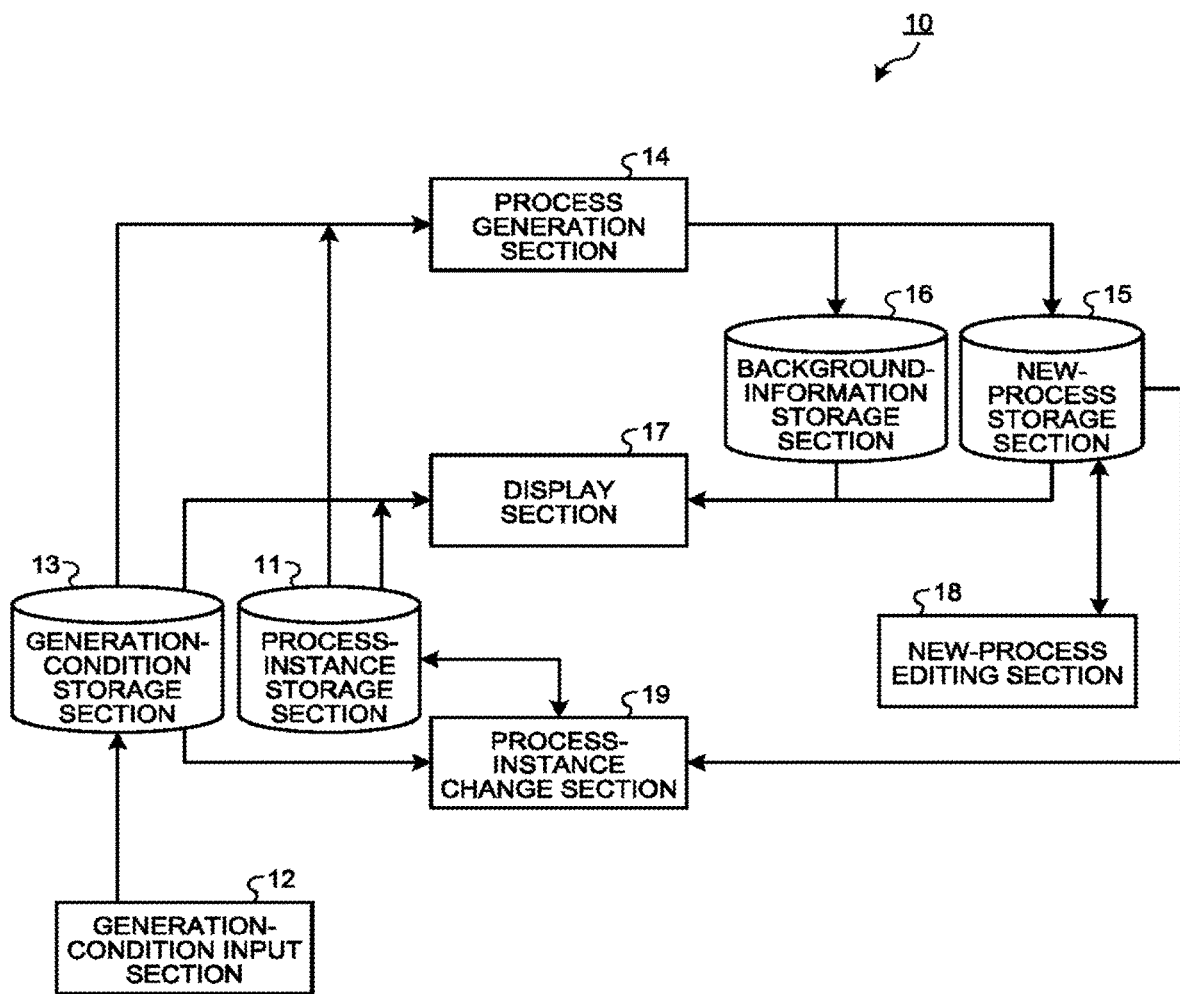 10
14
PROCESS
GENERATION
SECTION
16
15
BACKGROUND-
INFORMATION
STORAGE
SECTION
NEW-
PROCESS
STORAGE
SECTION
17
DISPLAY
SECTION
13
11
GENERATION-
CONDITION
STORAGE
SECTION
PROCESS-
INSTANCE
STORAGE
SECTION
18
NEW-PROCESS
EDITING SECTION
19
PROCESS-
INSTANCE
CHANGE SECTION
12
GENERATION-
CONDITION INPUT
SECTION